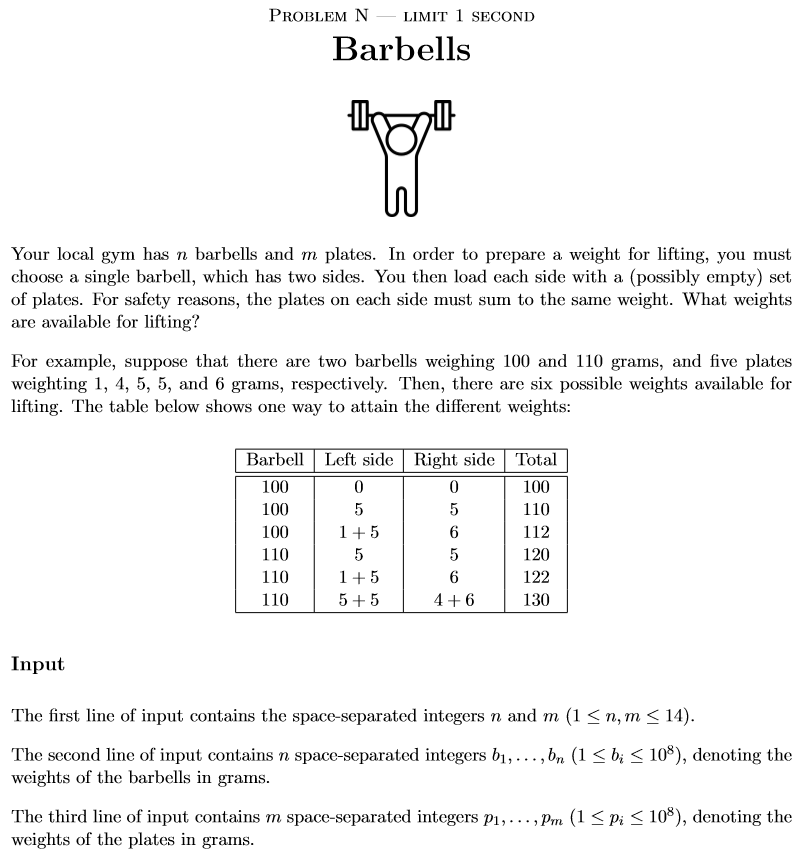 PROBLEM N — LIMIT 1 SECOND
Barbells
Your local gym has n barbells and m plates. In order to prepare a weight for lifting, you must
choose a single barbell, which has two sides. You then load each side with a (possibly empty) set
of plates. For safety reasons, the plates on each side must sum to the same weight. What weights
are available for lifting?
For example, suppose that there are two barbells weighing 100 and 110 grams, and five plates
weighting 1, 4, 5, 5, and 6 grams, respectively. Then, there are six possible weights available for
lifting. The table below shows one way to attain the different weights:
Barbell Left side Right side Total
100 0 0 100
100 5 5 110
100 1 + 5 6 112
110 5 5 120
110 1 + 5 6 122
110 5 + 5 4 + 6 130
Input
The first line of input contains the space-separated integers n and m (1 ≤ n, m ≤ 14).
The second line of input contains n space-separated integers b₁, . . . , bₙ (1 ≤ bᵢ ≤ 10⁸), denoting the
weights of the barbells in grams.
The third line of input contains m space-separated integers p₁, . . . , pₘ (1 ≤ pᵢ ≤ 10⁸), denoting the
weights of the plates in grams.